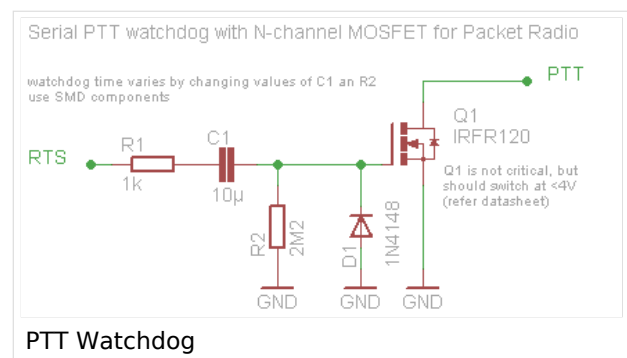 Serial PTT watchdog with N-channel MOSFET for Packet Radio
watchdog time varies by changing values of C1 an R2
use SMD components
PTT
Q1
IRFR120
Q1 is not critical, but
should switch at <4V
(refer datasheet)
RTS
R1
1k
C1
10µ
R2
2M2
D1
1N4148
GND
GND
GND
PTT Watchdog